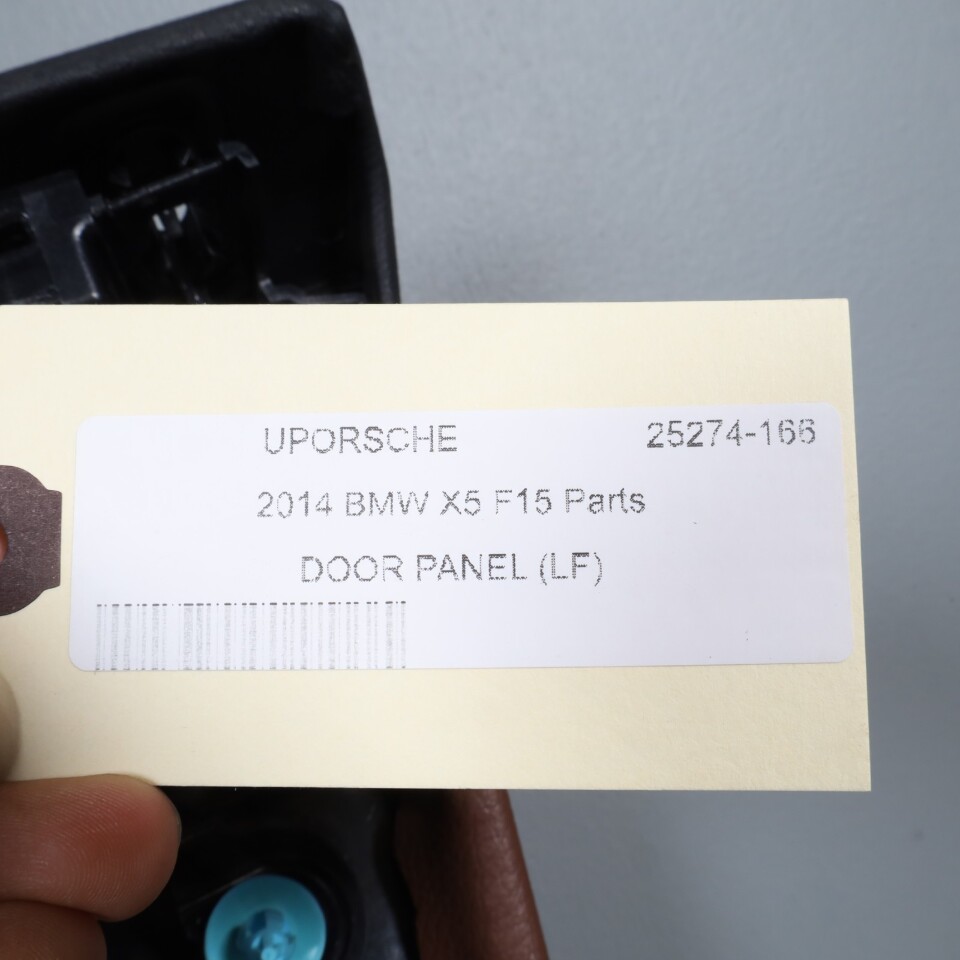 UPORSCHE 25274-166
2014 BMW X5 F15 Parts
DOOR PANEL (LF)